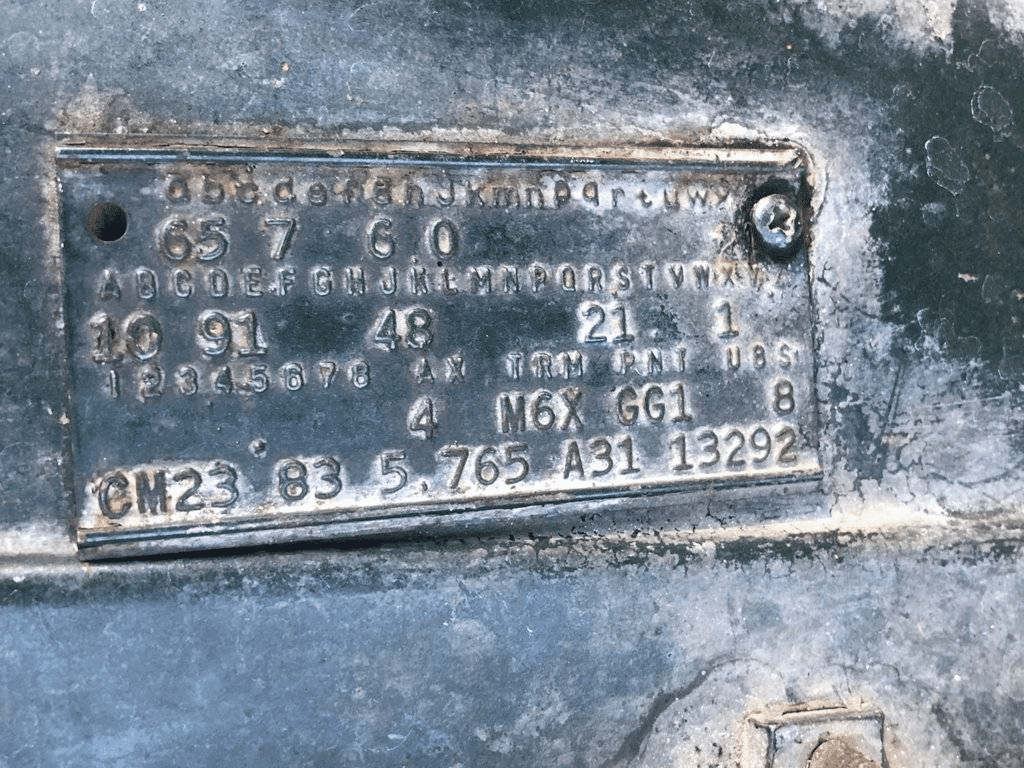 abcdefghjkmnpqrtuwy
65 7 6 0
ABCDEFGHJKLMNPQRSTVWXY
10 91 48 21 1
12345678 AX TRM PNT UBS
4 M6X GG1 8
CM23 83 5.765 A31 13292